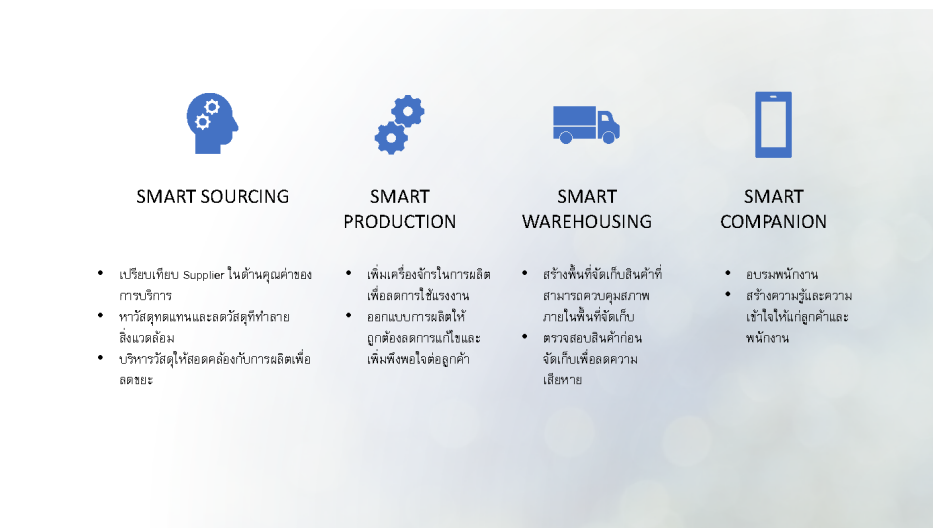 SMART SOURCING
• เปรียบเทียบ Supplier ในด้านคุณค่าของ
การบริการ
• หาวัสดุทดแทนและลดวัสดุที่ทำลาย
สิ่งแวดล้อม
• บริหารวัสดุให้สอดคล้องกับการผลิตเพื่อ
ลดขยะ
SMART
PRODUCTION
• เพิ่มเครื่องจักรในการผลิต
เพื่อลดการใช้แรงงาน
• ออกแบบการผลิตให้
ถูกต้องลดการแก้ไขและ
เพิ่มพึงพอใจต่อลูกค้า
SMART
WAREHOUSING
• สร้างพื้นที่จัดเก็บสินค้าที่
สามารถควบคุมสภาพ
ภายในพื้นที่จัดเก็บ
• ตรวจสอบสินค้าก่อน
จัดเก็บเพื่อลดความ
เสียหาย
SMART
COMPANION
• อบรมพนักงาน
• สร้างความรู้และความ
เข้าใจให้แก่ลูกค้าและ
พนักงาน